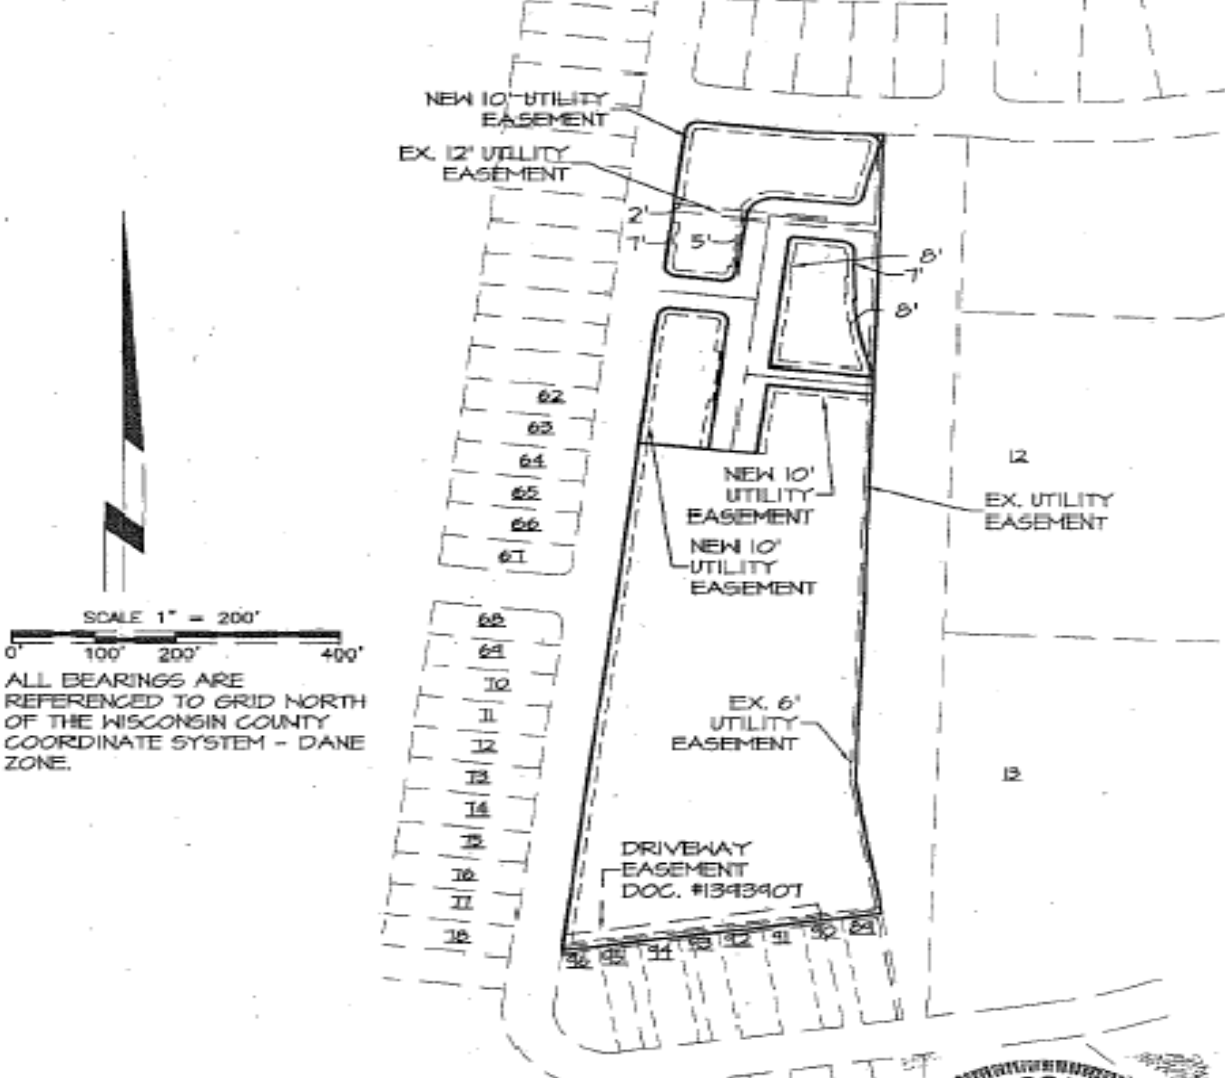 NEW 10' UTILITY
EASEMENT
EX. 12' UTILITY
EASEMENT
2'
7'
5'
8'
7'
8'
62
63
64
65
66
67
12
NEW 10'
UTILITY
EASEMENT
EX. UTILITY
EASEMENT
NEW 10'
UTILITY
EASEMENT
SCALE 1" = 200'
0' 100' 200' 400'
ALL BEARINGS ARE
REFERENCED TO GRID NORTH
OF THE WISCONSIN COUNTY
COORDINATE SYSTEM - DANE
ZONE.
68
69
70
71
72
73
74
75
76
77
78
EX. 6'
UTILITY
EASEMENT
13
DRIVEWAY
EASEMENT
DOC. #1393907
96 95 94 93 92 91 90 89